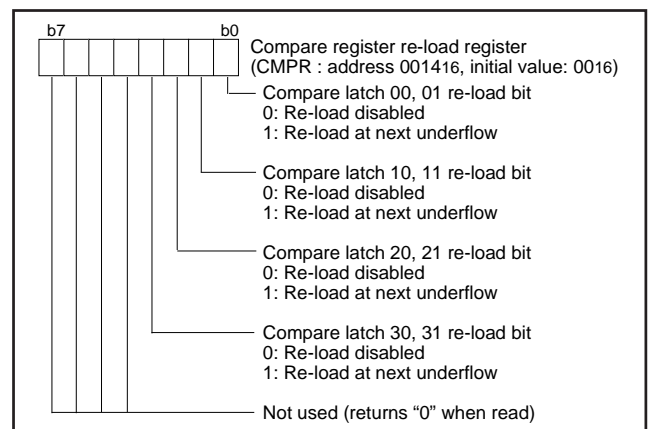 b7 b0
Compare register re-load register
(CMPR : address 001416, initial value: 0016)
Compare latch 00, 01 re-load bit
0: Re-load disabled
1: Re-load at next underflow
Compare latch 10, 11 re-load bit
0: Re-load disabled
1: Re-load at next underflow
Compare latch 20, 21 re-load bit
0: Re-load disabled
1: Re-load at next underflow
Compare latch 30, 31 re-load bit
0: Re-load disabled
1: Re-load at next underflow
Not used (returns “0” when read)